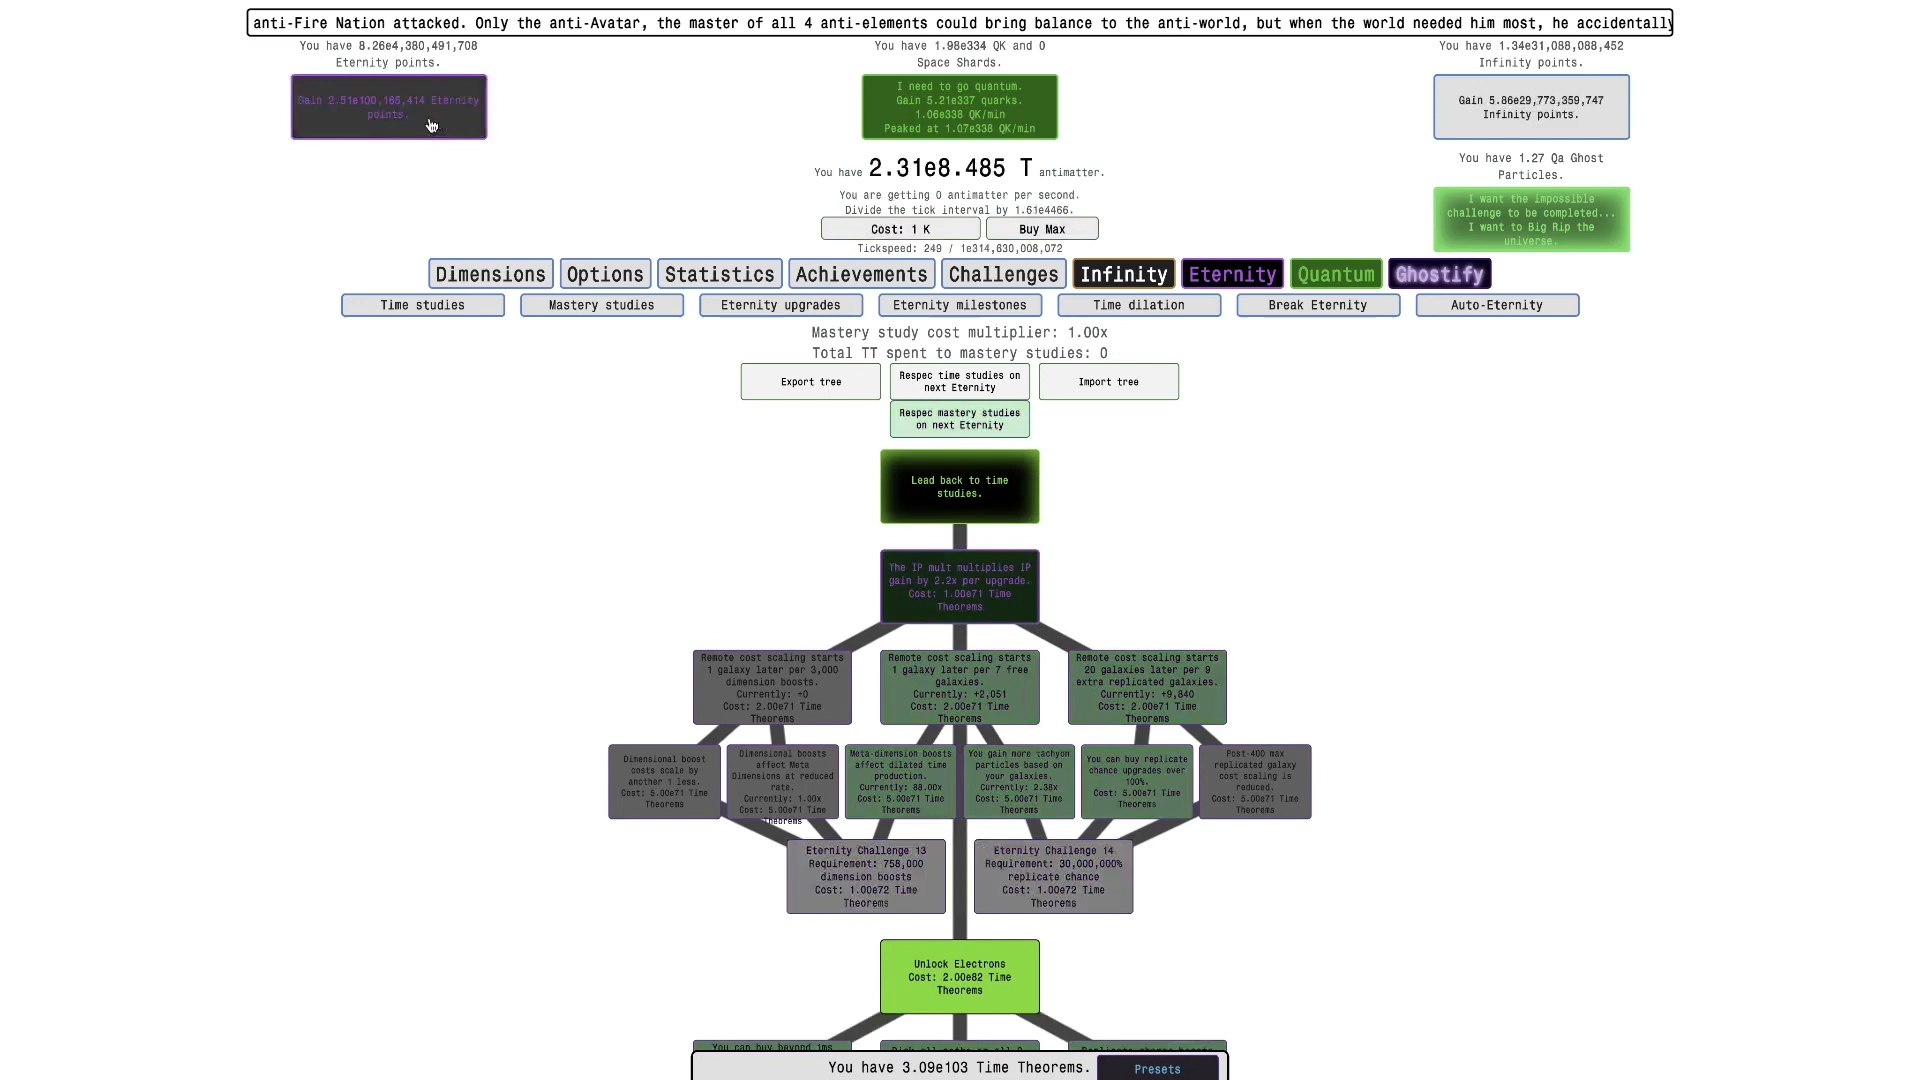 anti-Fire Nation attacked. Only the anti-Avatar, the master of all 4 anti-elements could bring balance to the anti-world, but when the world needed him most, he accidentally
You have 8.26e4,380,491,708
Eternity points.
Gain 2.51e100,165,414 Eternity
points.
You have 1.98e334 QK and 0
Space Shards.
I need to go quantum.
Gain 5.21e337 quarks.
1.06e338 QK/min
Peaked at 1.07e338 QK/min
You have 1.34e31,088,088,452
Infinity points.
Gain 5.86e29,773,359,747
Infinity points.
You have 1.27 Qa Ghost
Particles.
I want the impossible
challenge to be completed...
I want to Big Rip the
universe.
You have 2.31e8.485 T antimatter.
You are getting 0 antimatter per second.
Divide the tick interval by 1.61e4466.
Cost: 1 K
Buy Max
Tickspeed: 249 / 1e314,630,008,072
Dimensions
Options
Statistics
Achievements
Challenges
Infinity
Eternity
Quantum
Ghostify
Time studies
Mastery studies
Eternity upgrades
Eternity milestones
Time dilation
Break Eternity
Auto-Eternity
Mastery study cost multiplier: 1.00x
Total TT spent to mastery studies: 0
Export tree
Respec time studies on
next Eternity
Import tree
Respec mastery studies
on next Eternity
Lead back to time
studies.
The IP mult multiplies IP
gain by 2.2x per upgrade.
Cost: 1.00e71 Time
Theorems
Remote cost scaling starts
1 galaxy later per 3,000
dimension boosts.
Currently: +0
Cost: 2.00e71 Time
Theorems
Remote cost scaling starts
1 galaxy later per 7 free
galaxies.
Currently: +2,051
Cost: 2.00e71 Time
Theorems
Remote cost scaling starts
20 galaxies later per 9
extra replicated galaxies.
Currently: +9,840
Cost: 2.00e71 Time
Theorems
Dimensional boost
costs scale by
another 1 less.
Cost: 5.00e71 Time
Theorems
Dimensional boosts
affect Meta
Dimensions at reduced
rate.
Currently: 1.00x
Cost: 5.00e71 Time
Theorems
Meta-dimension boosts
affect dilated time
production.
Currently: 88.00x
Cost: 5.00e71 Time
Theorems
You gain more tachyon
particles based on
your galaxies.
Currently: 2.38x
Cost: 5.00e71 Time
Theorems
You can buy replicate
chance upgrades over
100%.
Cost: 5.00e71 Time
Theorems
Post-400 max
replicated galaxy
cost scaling is
reduced.
Cost: 5.00e71 Time
Theorems
Eternity Challenge 13
Requirement: 758,000
dimension boosts
Cost: 1.00e72 Time
Theorems
Eternity Challenge 14
Requirement: 30,000,000%
replicate chance
Cost: 1.00e72 Time
Theorems
Unlock Electrons
Cost: 2.00e82 Time
Theorems
You can buy beyond 1ms
You have 3.09e103 Time Theorems.
Presets